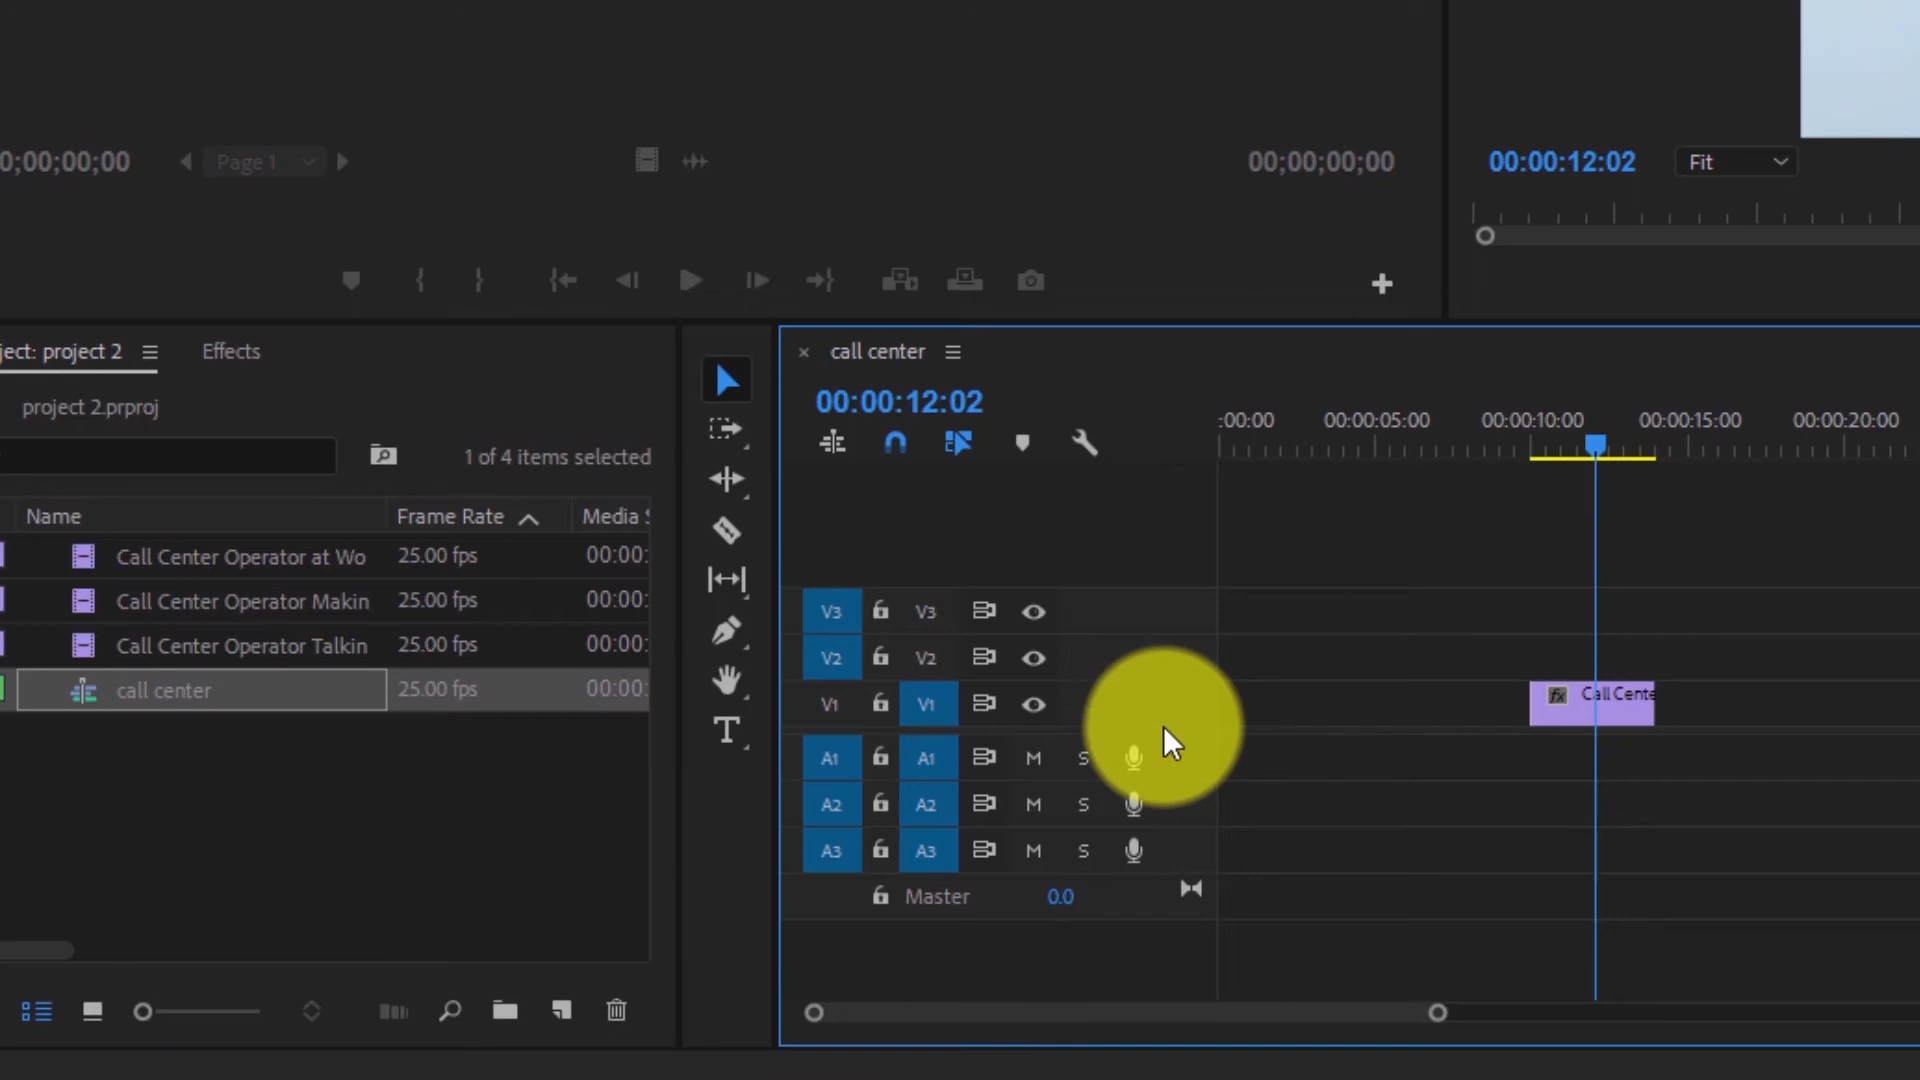 0;00;00;00
Page 1
00;00;00;00
00:00:12:02
Fit
ject: project 2
Effects
project 2.prproj
1 of 4 items selected
Name
Frame Rate
Media S
Call Center Operator at Wo
25.00 fps
00:00:
Call Center Operator Makin
25.00 fps
00:00:
Call Center Operator Talkin
25.00 fps
00:00:
call center
25.00 fps
00:00:
call center
00:00:12:02
:00:00
00:00:05:00
00:00:10:00
00:00:15:00
00:00:20:00
V3
V3
V2
V2
V1
V1
fx Call Cente
A1
A1
M
S
A2
A2
M
S
A3
A3
M
S
Master
0.0